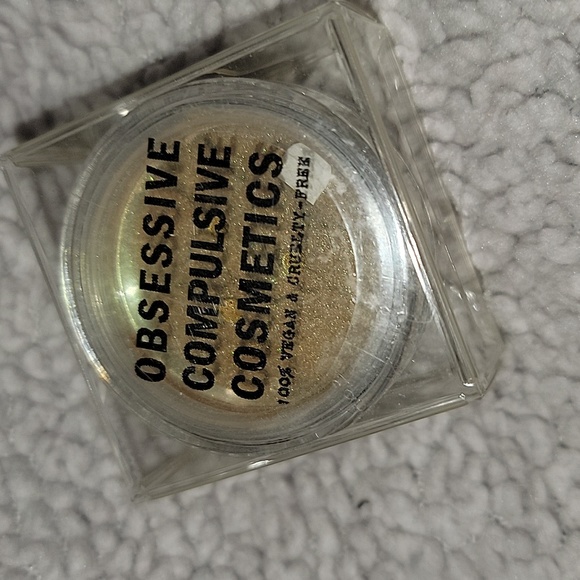 OBSESSIVE
COMPULSIVE
COSMETICS
100% VEGAN & CRUELTY-FREE